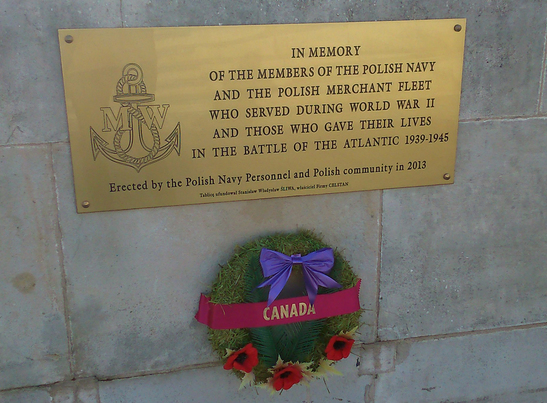 MW
IN MEMORY
OF THE MEMBERS OF THE POLISH NAVY
AND THE POLISH MERCHANT FLEET
WHO SERVED DURING WORLD WAR II
AND THOSE WHO GAVE THEIR LIVES
IN THE BATTLE OF THE ATLANTIC 1939-1945
Erected by the Polish Navy Personnel and Polish community in 2013
Tablicę ufundował Stanisław Władysław ŚLIWA, właściciel Firmy CELSTAN
CANADA